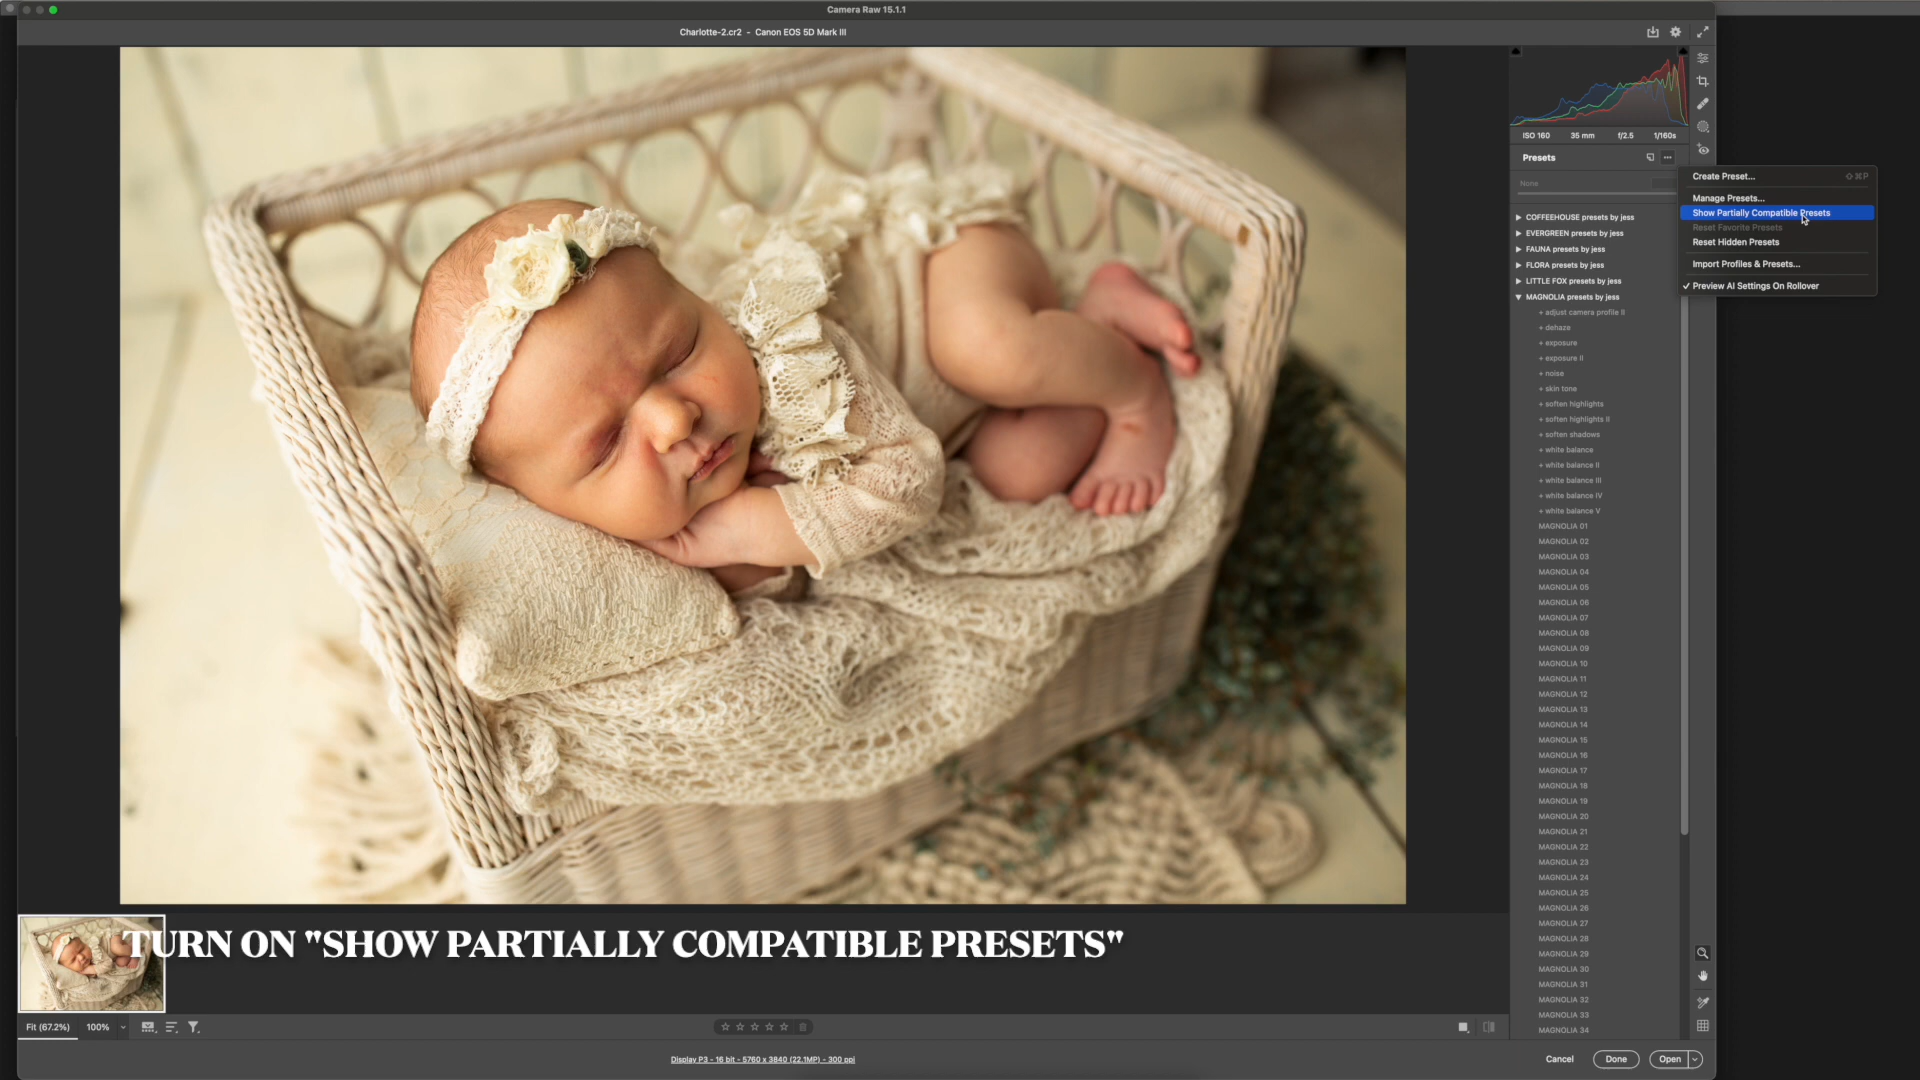 Camera Raw 15.1.1
Charlotte-2.cr2 - Canon EOS 5D Mark III
ISO 160 35 mm f/2.5 1/160s
Presets
None
COFFEEHOUSE presets by jess
EVERGREEN presets by jess
FAUNA presets by jess
FLORA presets by jess
LITTLE FOX presets by jess
MAGNOLIA presets by jess
+ adjust camera profile II
+ dehaze
+ exposure
+ exposure II
+ noise
+ skin tone
+ soften highlights
+ soften highlights II
+ soften shadows
+ white balance
+ white balance II
+ white balance III
+ white balance IV
+ white balance V
MAGNOLIA 01
MAGNOLIA 02
MAGNOLIA 03
MAGNOLIA 04
MAGNOLIA 05
MAGNOLIA 06
MAGNOLIA 07
MAGNOLIA 08
MAGNOLIA 09
MAGNOLIA 10
MAGNOLIA 11
MAGNOLIA 12
MAGNOLIA 13
MAGNOLIA 14
MAGNOLIA 15
MAGNOLIA 16
MAGNOLIA 17
MAGNOLIA 18
MAGNOLIA 19
MAGNOLIA 20
MAGNOLIA 21
MAGNOLIA 22
MAGNOLIA 23
MAGNOLIA 24
MAGNOLIA 25
MAGNOLIA 26
MAGNOLIA 27
MAGNOLIA 28
MAGNOLIA 29
MAGNOLIA 30
MAGNOLIA 31
MAGNOLIA 32
MAGNOLIA 33
MAGNOLIA 34
Create Preset... ⇧⌘P
Manage Presets...
Show Partially Compatible Presets
Reset Favorite Presets
Reset Hidden Presets
Import Profiles & Presets...
✓ Preview AI Settings On Rollover
TURN ON "SHOW PARTIALLY COMPATIBLE PRESETS"
Fit (67.2%) 100%
Display P3 - 16 bit - 5760 x 3840 (22.1MP) - 300 ppi
Cancel Done Open